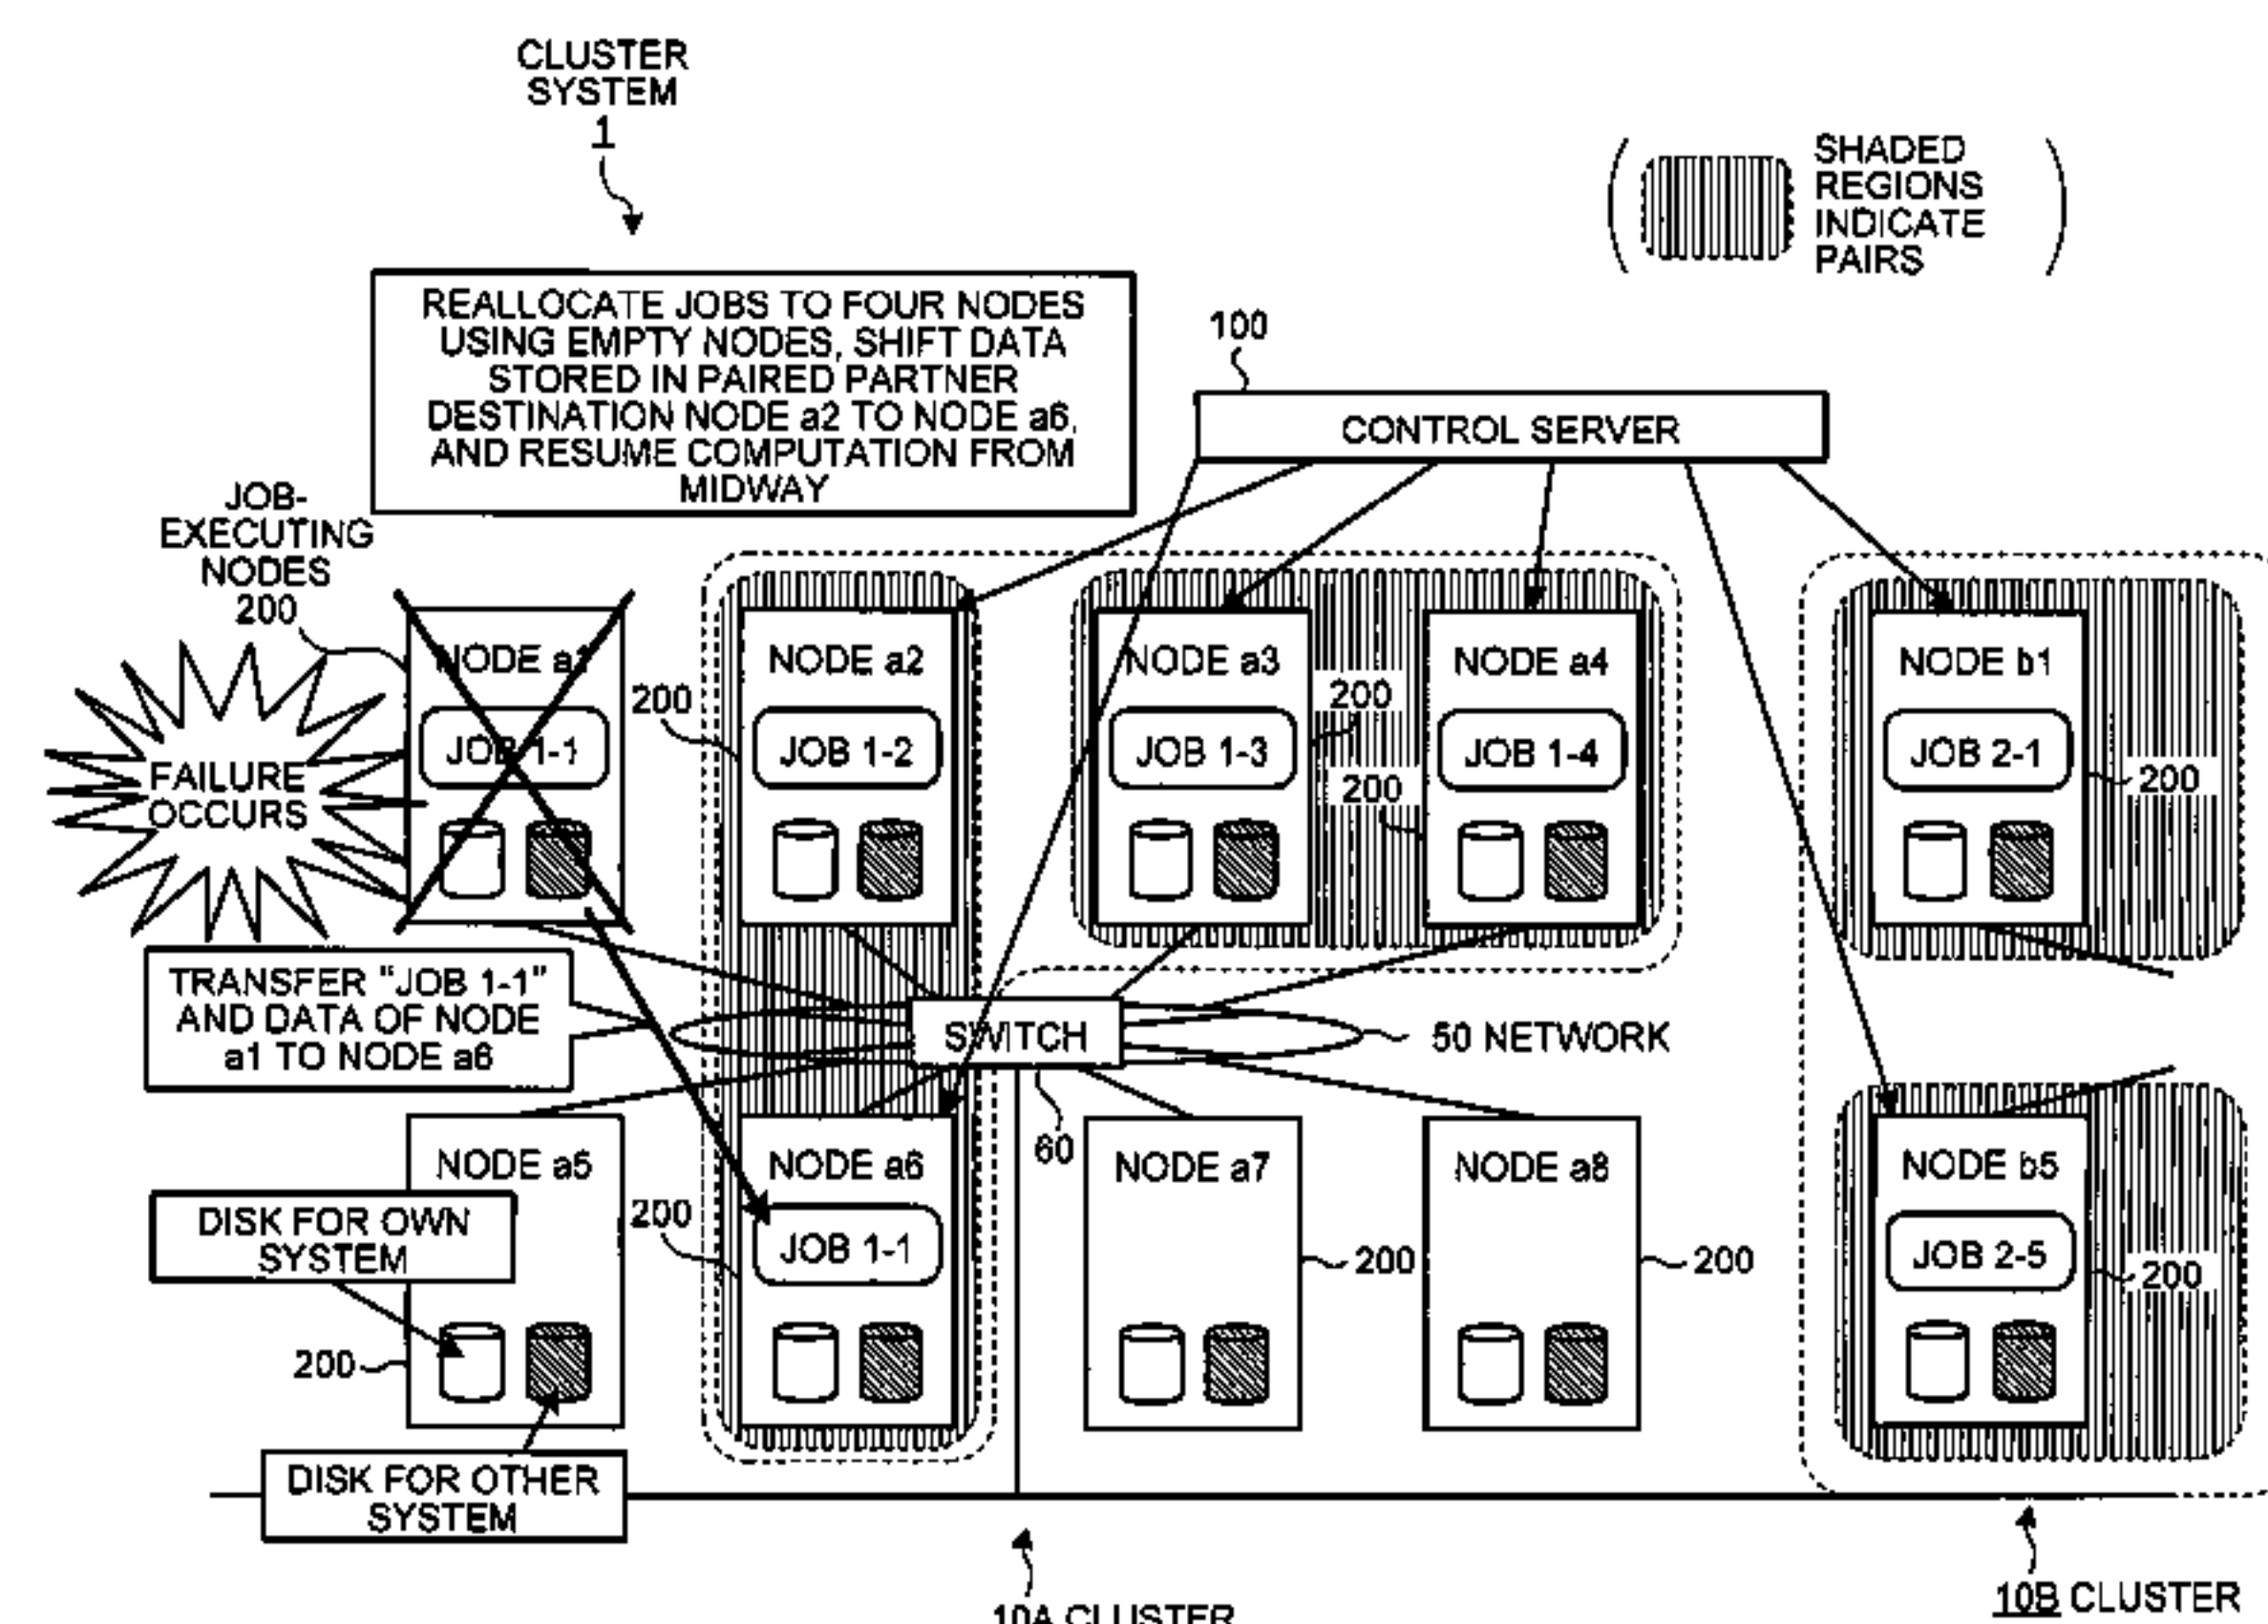 CLUSTER
SYSTEM
1
SHADED
REGIONS
INDICATE
PAIRS
REALLOCATE JOBS TO FOUR NODES
USING EMPTY NODES, SHIFT DATA
STORED IN PAIRED PARTNER
DESTINATION NODE a2 TO NODE a6,
AND RESUME COMPUTATION FROM
MIDWAY
100
CONTROL SERVER
JOB-
EXECUTING
NODES
200
FAILURE
OCCURS
NODE a1
JOB 1-1
200
NODE a2
JOB 1-2
NODE a3
JOB 1-3
200
200
NODE a4
JOB 1-4
NODE b1
JOB 2-1
200
TRANSFER "JOB 1-1"
AND DATA OF NODE
a1 TO NODE a6
SWITCH
50 NETWORK
60
NODE a5
DISK FOR OWN
SYSTEM
200
DISK FOR OTHER
SYSTEM
200
NODE a6
JOB 1-1
NODE a7
200
NODE a8
200
NODE b5
JOB 2-5
200
10A CLUSTER
10B CLUSTER